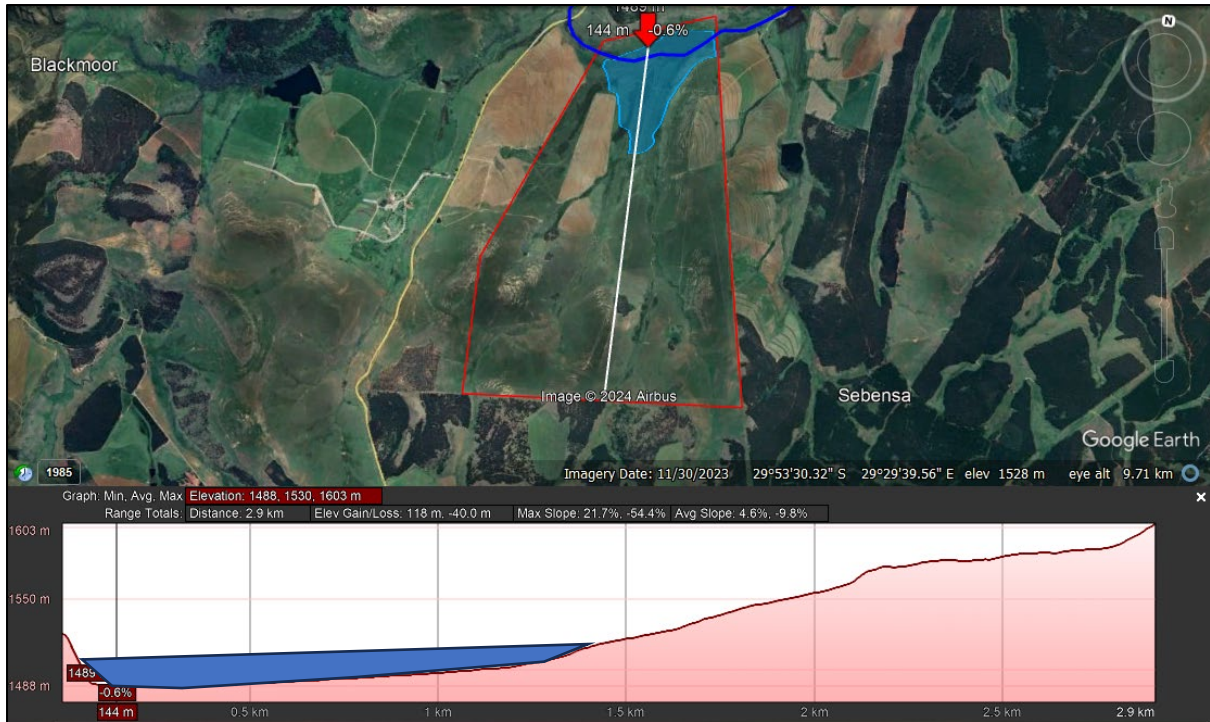 1489 m
144 m -0.6%
N
Blackmoor
Image © 2024 Airbus
Sebensa
Google Earth
1985
Imagery Date: 11/30/2023 29°53'30.32" S 29°29'39.56" E elev 1528 m eye alt 9.71 km
Graph: Min, Avg, Max Elevation: 1488, 1530, 1603 m
Range Totals: Distance: 2.9 km Elev Gain/Loss: 118 m, -40.0 m Max Slope: 21.7%, -54.4% Avg Slope: 4.6%, -9.8%
1603 m
1550 m
1489
1488 m
-0.6%
144 m 0.5 km 1 km 1.5 km 2 km 2.5 km 2.9 km